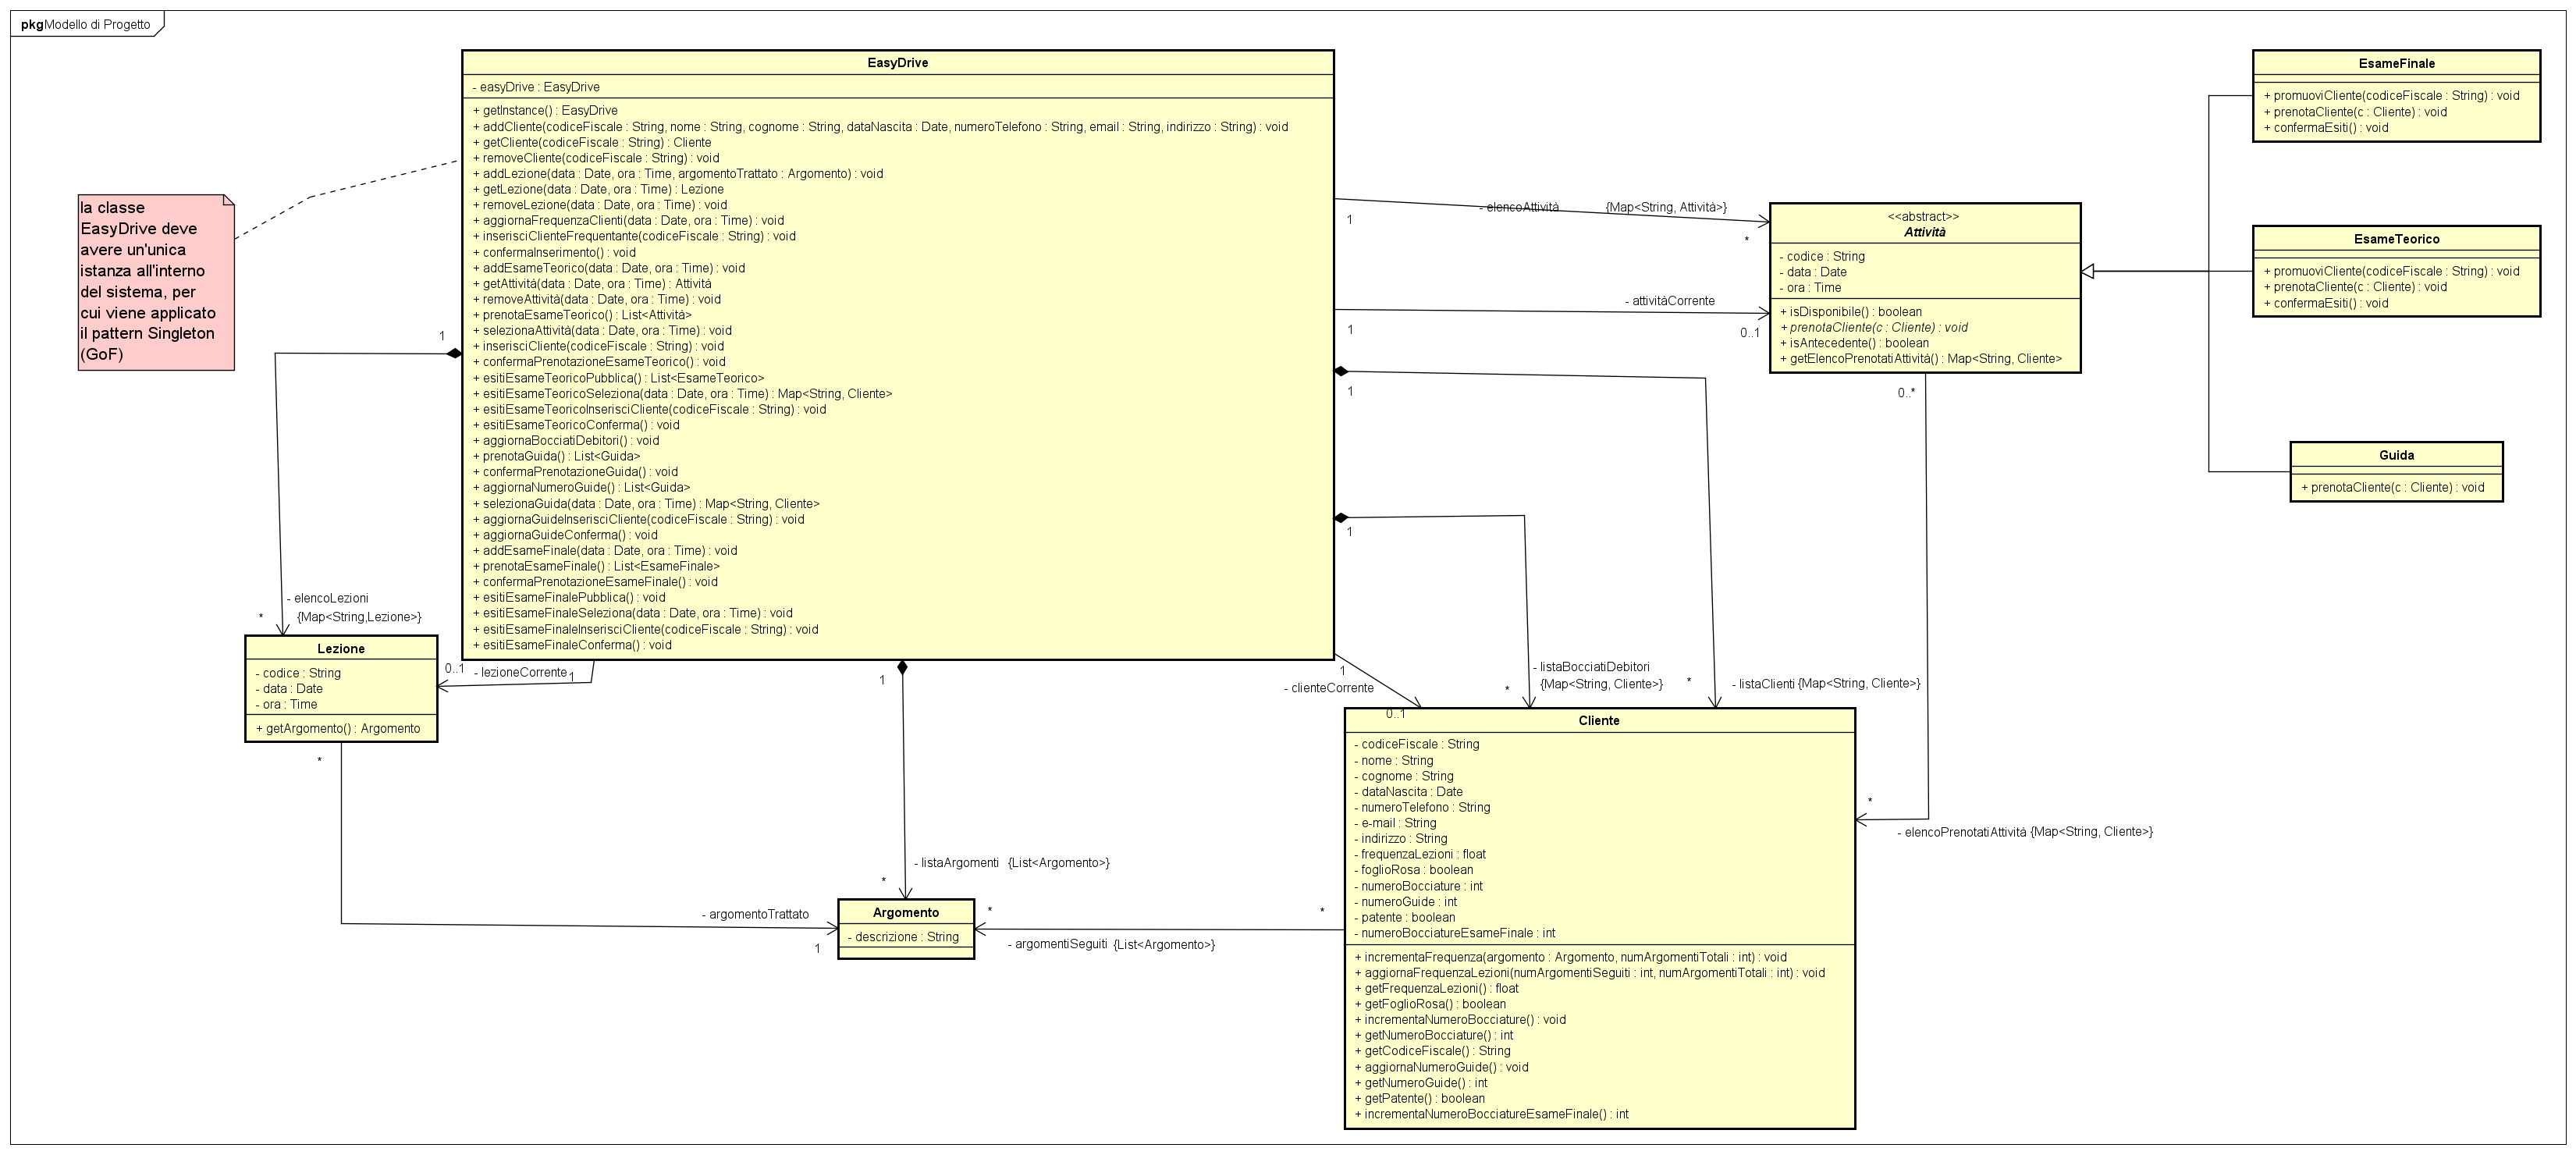 pkg Modello di Progetto
la classe
EasyDrive deve
avere un'unica
istanza all'interno
del sistema, per
cui viene applicato
il pattern Singleton
(GoF)
EasyDrive
- easyDrive : EasyDrive
+ getInstance() : EasyDrive
+ addCliente(codiceFiscale : String, nome : String, cognome : String, dataNascita : Date, numeroTelefono : String, email : String, indirizzo : String) : void
+ getCliente(codiceFiscale : String) : Cliente
+ removeCliente(codiceFiscale : String) : void
+ addLezione(data : Date, ora : Time, argomentoTrattato : Argomento) : void
+ getLezione(data : Date, ora : Time) : Lezione
+ removeLezione(data : Date, ora : Time) : void
+ aggiornaFrequenzaClienti(data : Date, ora : Time) : void
+ inserisciClienteFrequentante(codiceFiscale : String) : void
+ confermaInserimento() : void
+ addEsameTeorico(data : Date, ora : Time) : void
+ getAttività(data : Date, ora : Time) : Attività
+ removeAttività(data : Date, ora : Time) : void
+ prenotaEsameTeorico() : List<Attività>
+ selezionaAttività(data : Date, ora : Time) : void
+ inserisciCliente(codiceFiscale : String) : void
+ confermaPrenotazioneEsameTeorico() : void
+ esitiEsameTeoricoPubblica() : List<EsameTeorico>
+ esitiEsameTeoricoSeleziona(data : Date, ora : Time) : Map<String, Cliente>
+ esitiEsameTeoricoInserisciCliente(codiceFiscale : String) : void
+ esitiEsameTeoricoConferma() : void
+ aggiornaBocciatiDebitori() : void
+ prenotaGuida() : List<Guida>
+ confermaPrenotazioneGuida() : void
+ aggiornaNumeroGuide() : List<Guida>
+ selezionaGuida(data : Date, ora : Time) : Map<String, Cliente>
+ aggiornaGuideInserisciCliente(codiceFiscale : String) : void
+ aggiornaGuideConferma() : void
+ addEsameFinale(data : Date, ora : Time) : void
+ prenotaEsameFinale() : List<EsameFinale>
+ confermaPrenotazioneEsameFinale() : void
+ esitiEsameFinalePubblica() : void
+ esitiEsameFinaleSeleziona(data : Date, ora : Time) : void
+ esitiEsameFinaleInserisciCliente(codiceFiscale : String) : void
+ esitiEsameFinaleConferma() : void
1
- elencoAttività {Map<String, Attività>}
*
1
- attivitàCorrente
0..1
1
1
<<abstract>>
Attività
- codice : String
- data : Date
- ora : Time
+ isDisponibile() : boolean
+ prenotaCliente(c : Cliente) : void
+ isAntecedente() : boolean
+ getElencoPrenotatiAttività() : Map<String, Cliente>
0..*
EsameFinale
+ promuoviCliente(codiceFiscale : String) : void
+ prenotaCliente(c : Cliente) : void
+ confermaEsiti() : void
EsameTeorico
+ promuoviCliente(codiceFiscale : String) : void
+ prenotaCliente(c : Cliente) : void
+ confermaEsiti() : void
Guida
+ prenotaCliente(c : Cliente) : void
1
- elencoLezioni
* {Map<String,Lezione>}
Lezione
- codice : String
- data : Date
- ora : Time
+ getArgomento() : Argomento
0..1 - lezioneCorrente 1
1
1
- clienteCorrente
0..1
- listaBocciatiDebitori
* {Map<String, Cliente>}
* - listaClienti {Map<String, Cliente>}
*
- argomentoTrattato
1
- listaArgomenti {List<Argomento>}
*
Argomento
- descrizione : String
* *
- argomentiSeguiti {List<Argomento>}
Cliente
- codiceFiscale : String
- nome : String
- cognome : String
- dataNascita : Date
- numeroTelefono : String
- e-mail : String
- indirizzo : String
- frequenzaLezioni : float
- foglioRosa : boolean
- numeroBocciature : int
- numeroGuide : int
- patente : boolean
- numeroBocciatureEsameFinale : int
+ incrementaFrequenza(argomento : Argomento, numArgomentiTotali : int) : void
+ aggiornaFrequenzaLezioni(numArgomentiSeguiti : int, numArgomentiTotali : int) : void
+ getFrequenzaLezioni() : float
+ getFoglioRosa() : boolean
+ incrementaNumeroBocciature() : void
+ getNumeroBocciature() : int
+ getCodiceFiscale() : String
+ aggiornaNumeroGuide() : void
+ getNumeroGuide() : int
+ getPatente() : boolean
+ incrementaNumeroBocciatureEsameFinale() : int
*
- elencoPrenotatiAttività {Map<String, Cliente>}